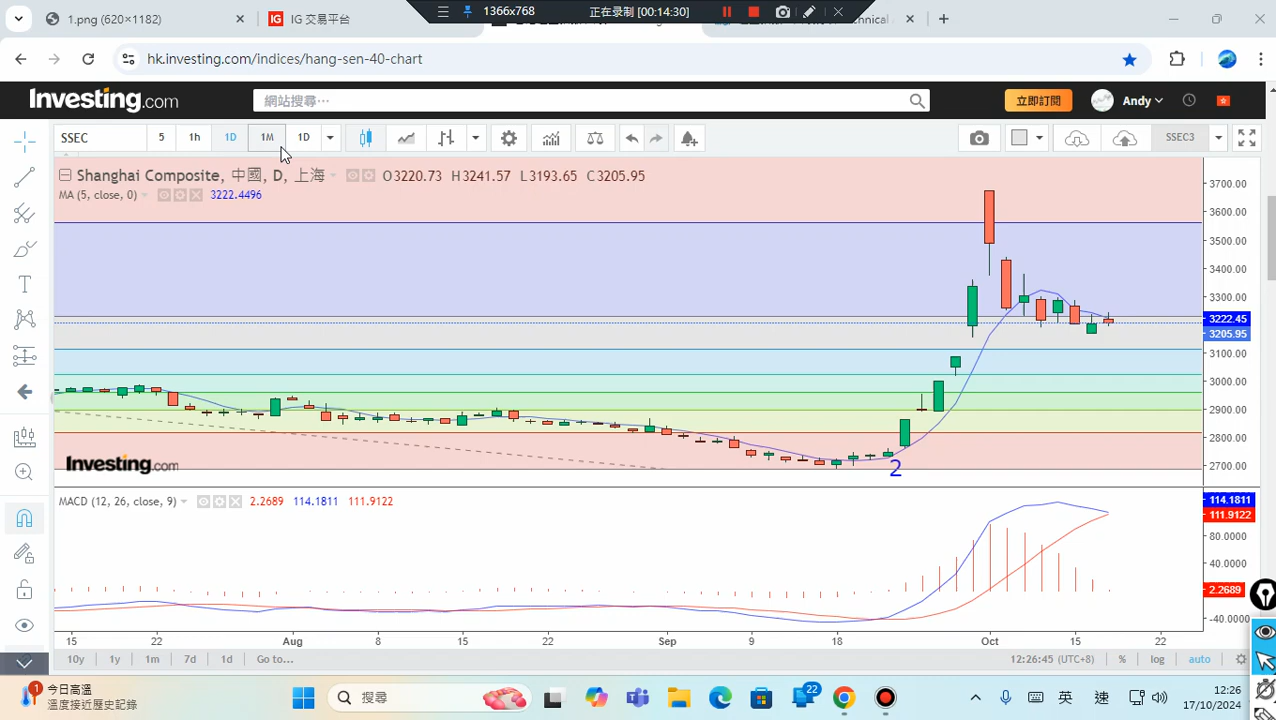 1.png (620×1182)
IG 交易平台
1366x768
正在录制 [00:14:30]
hk.investing.com/indices/hang-sen-40-chart
Investing.com
網站搜尋…
立即訂閱
Andy
SSEC
5
1h
1D
1M
1D
SSEC3
Shanghai Composite, 中國, D, 上海
O3220.73 H3241.57 L3193.65 C3205.95
MA (5, close, 0)
3222.4496
3700.00
3600.00
3500.00
3400.00
3300.00
3222.45
3205.95
3100.00
3000.00
2900.00
2800.00
2700.00
2
Investing.com
MACD (12, 26, close, 9)
2.2689 114.1811 111.9122
114.1811
111.9122
80.0000
40.0000
2.2689
-40.0000
15 22 Aug 8 15 22 Sep 9 18 Oct 15 22
10y 1y 1m 7d 1d Go to...
12:26:45 (UTC+8) % log auto
1
今日高溫
溫度接近歷史記錄
搜尋
22
英
速
12:26
17/10/2024